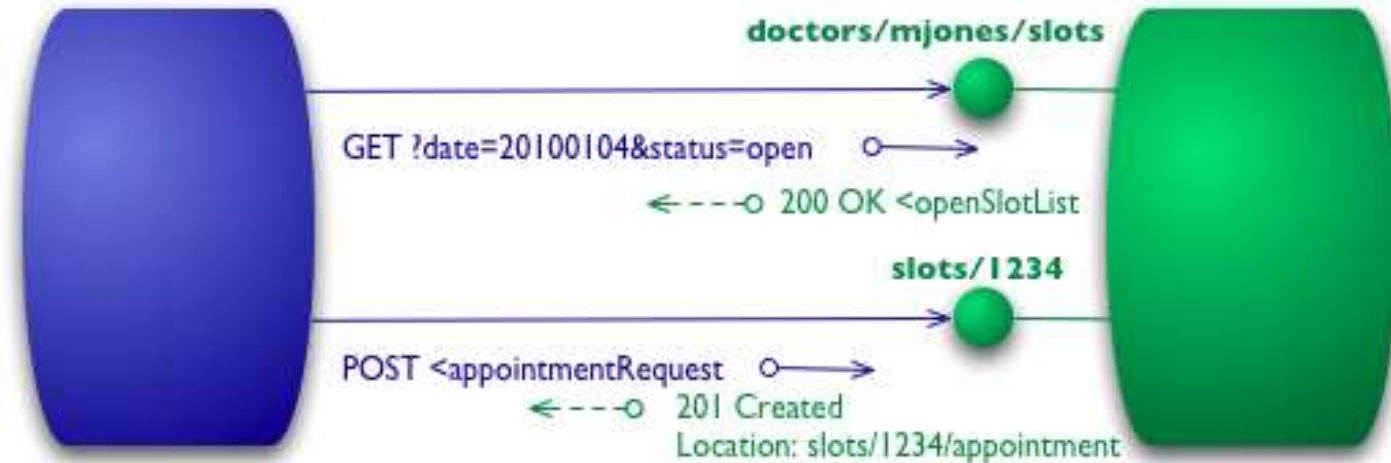 doctors/mjones/slots
GET ?date=20100104&status=open
200 OK <openSlotList
slots/1234
POST <appointmentRequest
201 Created
Location: slots/1234/appointment